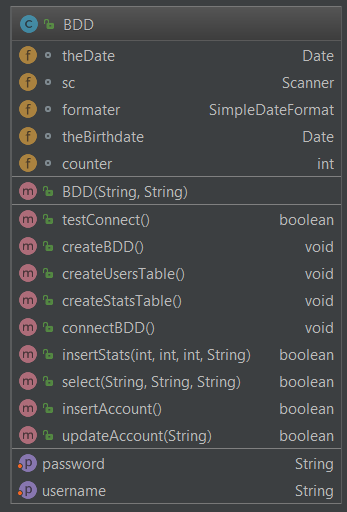 C BDD
f theDate Date
f sc Scanner
f formater SimpleDateFormat
f theBirthdate Date
f counter int
m BDD(String, String)
m testConnect() boolean
m createBDD() void
m createUsersTable() void
m createStatsTable() void
m connectBDD() void
m insertStats(int, int, int, String) boolean
m select(String, String, String) boolean
m insertAccount() boolean
m updateAccount(String) boolean
p password String
p username String